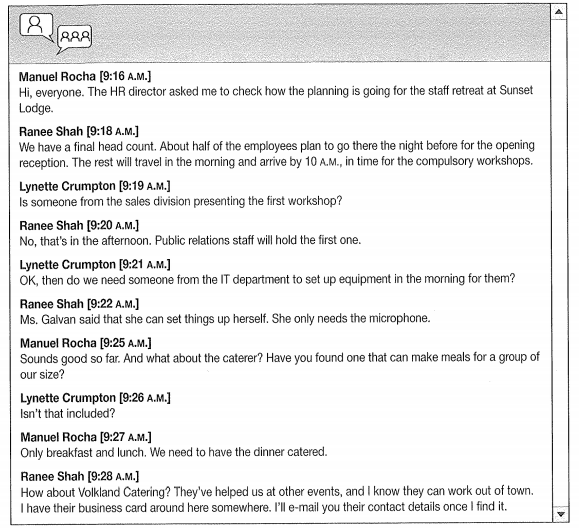 Manuel Rocha [9:16 A.M.]
Hi, everyone. The HR director asked me to check how the planning is going for the staff retreat at Sunset
Lodge.
Ranee Shah [9:18 A.M.]
We have a final head count. About half of the employees plan to go there the night before for the opening
reception. The rest will travel in the morning and arrive by 10 A.M., in time for the compulsory workshops.
Lynette Crumpton [9:19 A.M.]
Is someone from the sales division presenting the first workshop?
Ranee Shah [9:20 A.M.]
No, that's in the afternoon. Public relations staff will hold the first one.
Lynette Crumpton [9:21 A.M.]
OK, then do we need someone from the IT department to set up equipment in the morning for them?
Ranee Shah [9:22 A.M.]
Ms. Galvan said that she can set things up herself. She only needs the microphone.
Manuel Rocha [9:25 A.M.]
Sounds good so far. And what about the caterer? Have you found one that can make meals for a group of
our size?
Lynette Crumpton [9:26 A.M.]
Isn't that included?
Manuel Rocha [9:27 A.M.]
Only breakfast and lunch. We need to have the dinner catered.
Ranee Shah [9:28 A.M.]
How about Volkland Catering? They've helped us at other events, and I know they can work out of town.
I have their business card around here somewhere. I'll e-mail you their contact details once I find it.